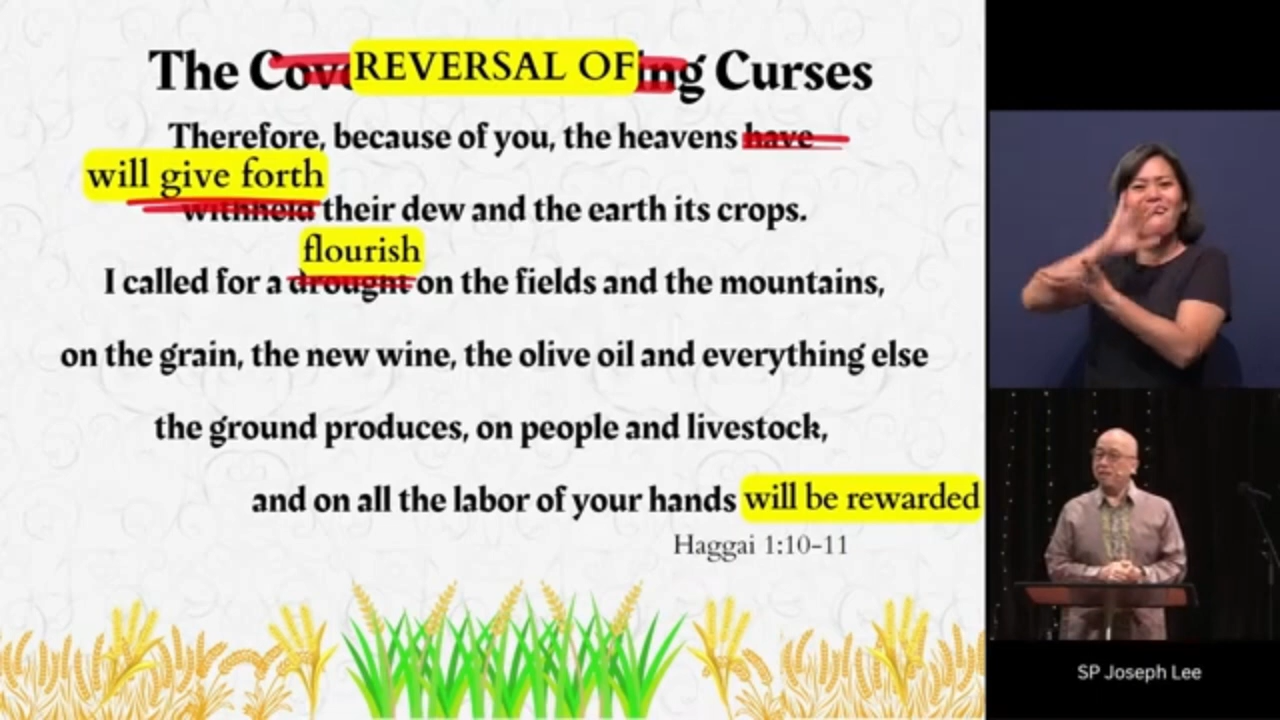 The REVERSAL OF Curses
Therefore, because of you, the heavens have
will give forth
withheld their dew and the earth its crops.
flourish
I called for a drought on the fields and the mountains,
on the grain, the new wine, the olive oil and everything else
the ground produces, on people and livestock,
and on all the labor of your hands will be rewarded
Haggai 1:10-11
SP Joseph Lee